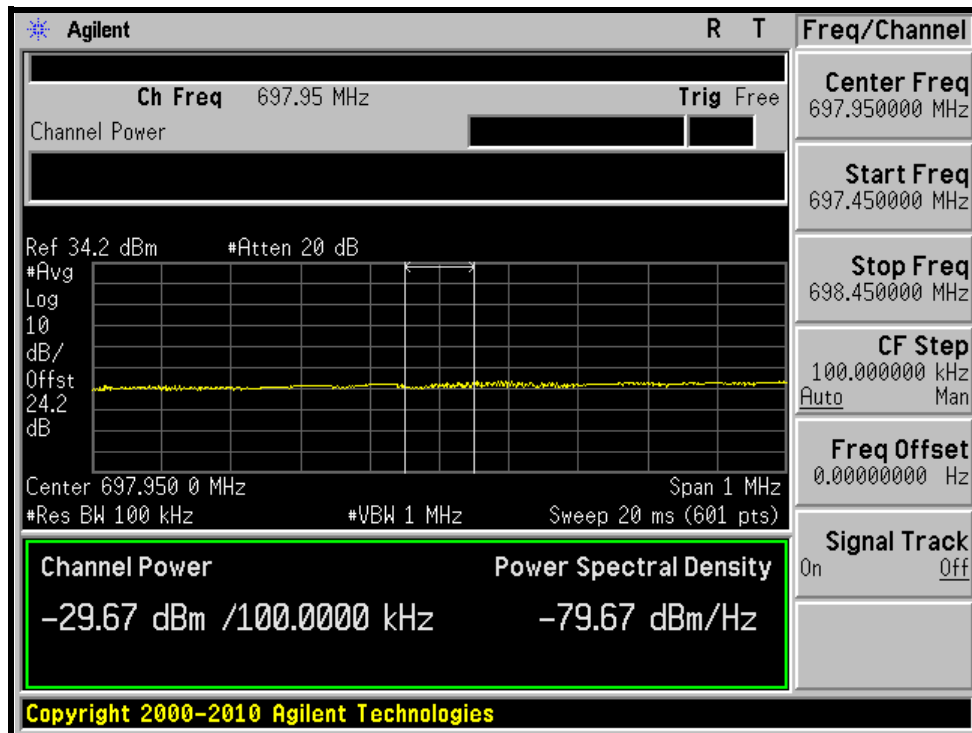 Agilent R T Freq/Channel
Ch Freq 697.95 MHz Trig Free
Channel Power
Center Freq
697.950000 MHz
Start Freq
697.450000 MHz
Stop Freq
698.450000 MHz
CF Step
100.000000 kHz
Auto Man
Freq Offset
0.00000000 Hz
Signal Track
On Off
Ref 34.2 dBm #Atten 20 dB
#Avg
Log
10
dB/
Offst
24.2
dB
Center 697.950 0 MHz Span 1 MHz
#Res BW 100 kHz #VBW 1 MHz Sweep 20 ms (601 pts)
Channel Power Power Spectral Density
-29.67 dBm /100.0000 kHz -79.67 dBm/Hz
Copyright 2000-2010 Agilent Technologies